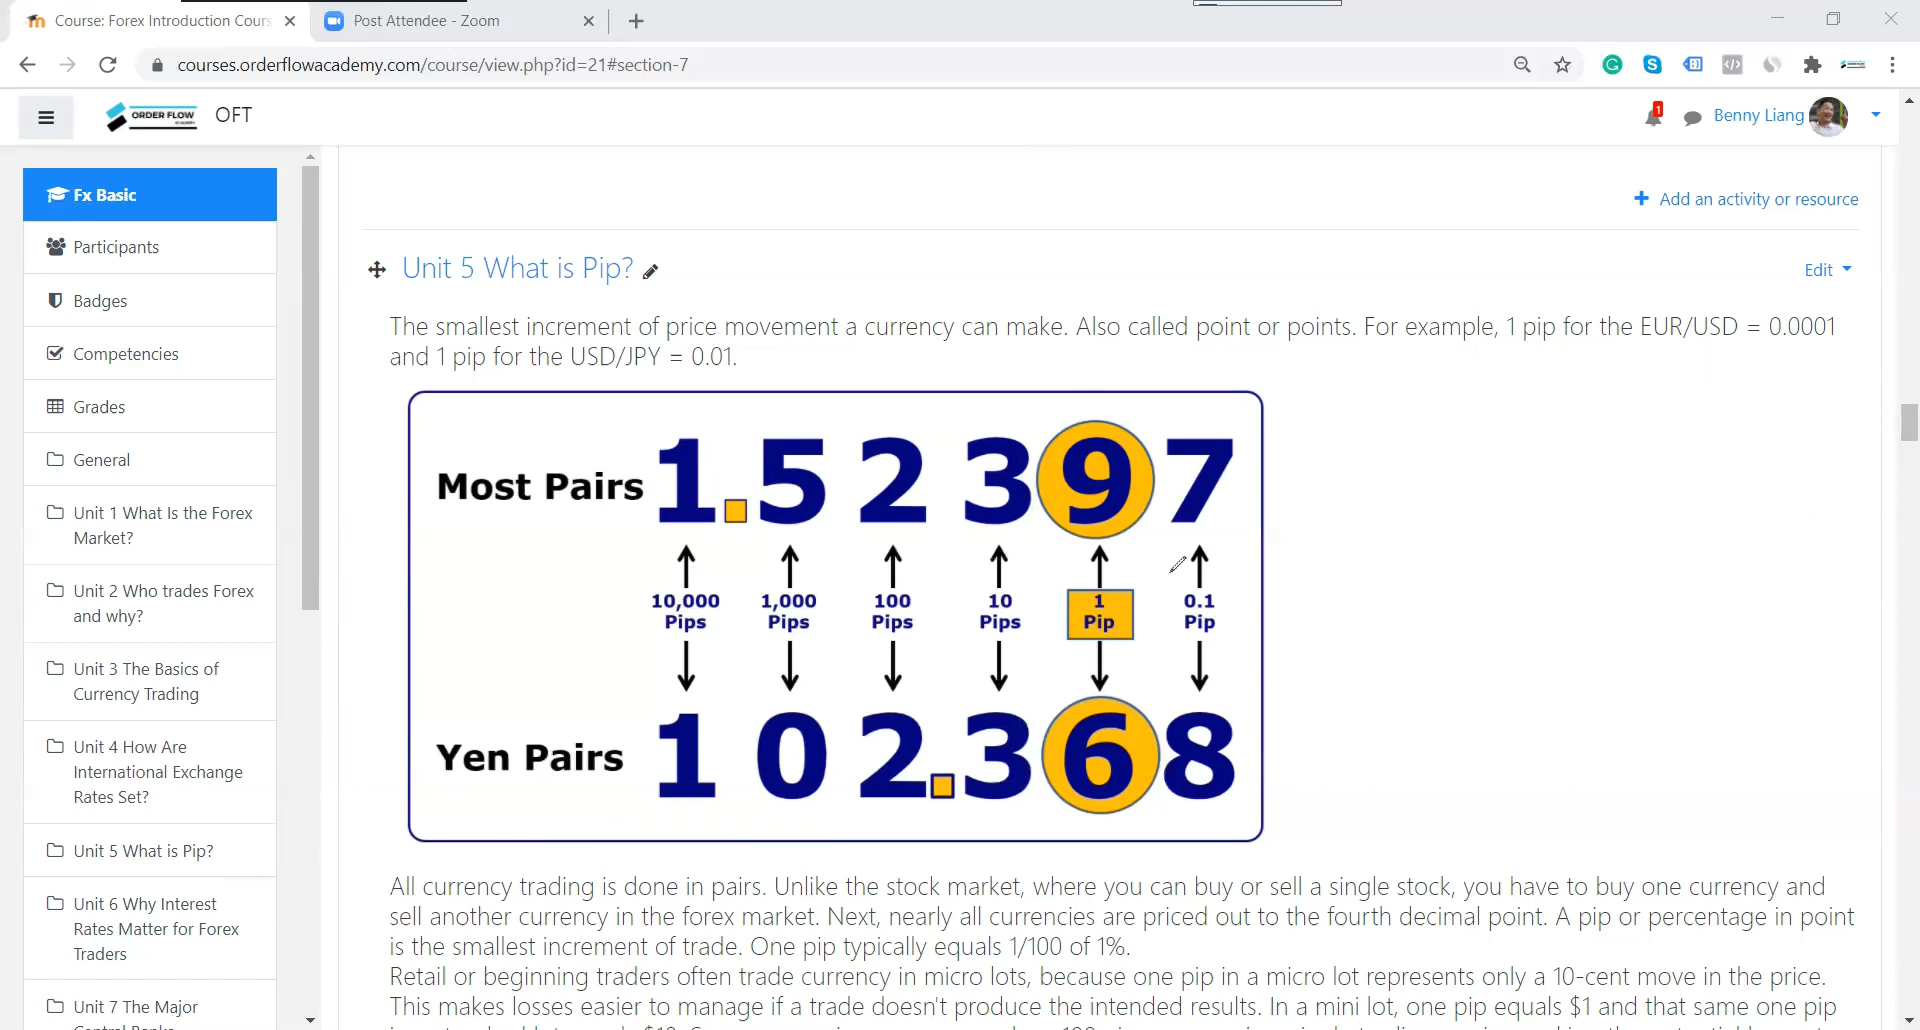 Course: Forex Introduction Cours
Post Attendee - Zoom
courses.orderflowacademy.com/course/view.php?id=21#section-7
ORDER FLOW
OFT
1
Benny Liang
Fx Basic
Participants
Badges
Competencies
Grades
General
Unit 1 What Is the Forex
Market?
Unit 2 Who trades Forex
and why?
Unit 3 The Basics of
Currency Trading
Unit 4 How Are
International Exchange
Rates Set?
Unit 5 What is Pip?
Unit 6 Why Interest
Rates Matter for Forex
Traders
Unit 7 The Major
Add an activity or resource
Unit 5 What is Pip?
Edit
The smallest increment of price movement a currency can make. Also called point or points. For example, 1 pip for the EUR/USD = 0.0001
and 1 pip for the USD/JPY = 0.01.
Most Pairs 1.52397
10,000 1,000 100 10 1 0.1
Pips Pips Pips Pips Pip Pip
Yen Pairs 102.368
All currency trading is done in pairs. Unlike the stock market, where you can buy or sell a single stock, you have to buy one currency and
sell another currency in the forex market. Next, nearly all currencies are priced out to the fourth decimal point. A pip or percentage in point
is the smallest increment of trade. One pip typically equals 1/100 of 1%.
Retail or beginning traders often trade currency in micro lots, because one pip in a micro lot represents only a 10-cent move in the price.
This makes losses easier to manage if a trade doesn't produce the intended results. In a mini lot, one pip equals $1 and that same one pip